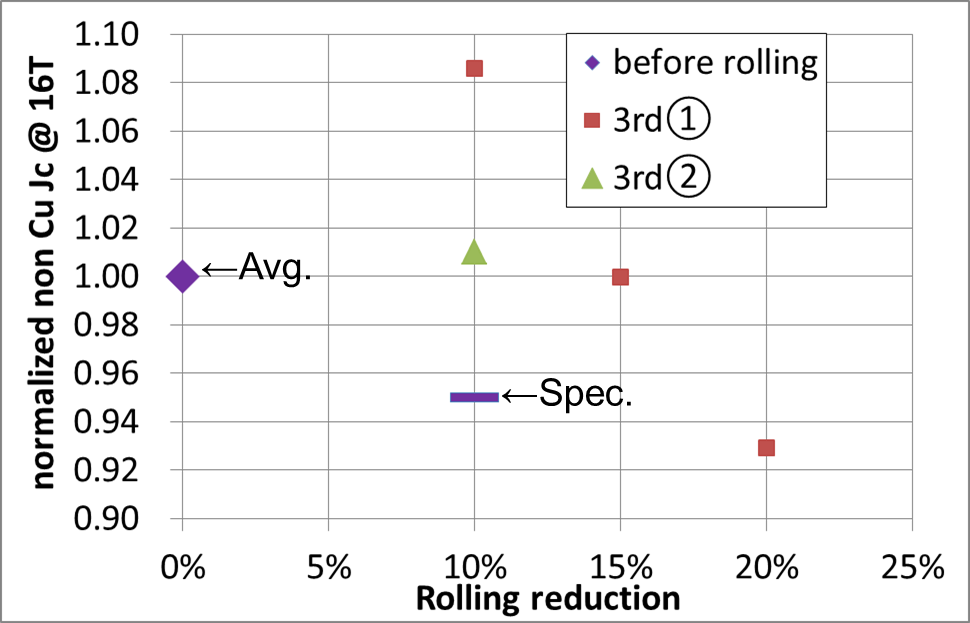 normalized non Cu Jc @ 16T
1.10
1.08
1.06
1.04
1.02
1.00
0.98
0.96
0.94
0.92
0.90
before rolling
3rd①
3rd②
←Avg.
←Spec.
0% 5% 10% 15% 20% 25%
Rolling reduction